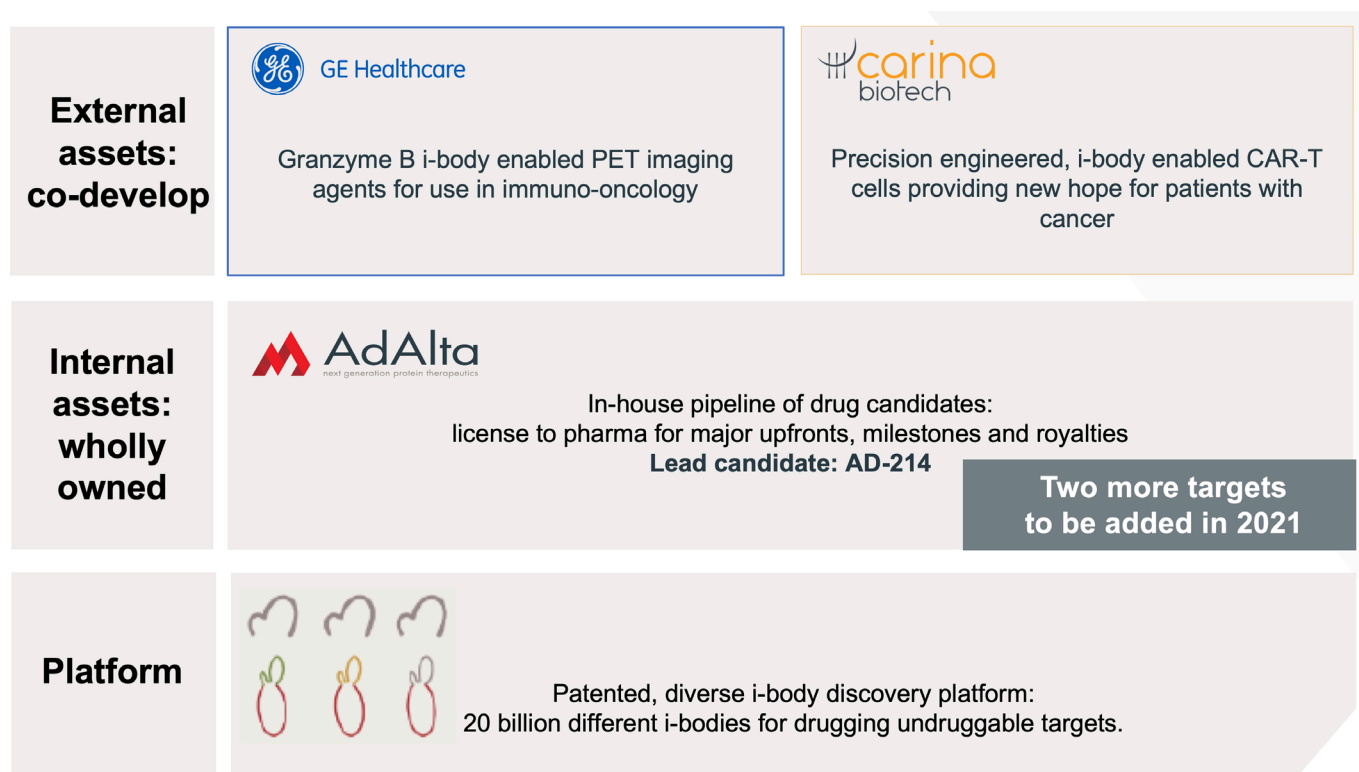 External
assets:
co-develop
GE Healthcare
Granzyme B i-body enabled PET imaging
agents for use in immuno-oncology
carina
biotech
Precision engineered, i-body enabled CAR-T
cells providing new hope for patients with
cancer
Internal
assets:
wholly
owned
AdAlta
next generation protein therapeutics
In-house pipeline of drug candidates:
license to pharma for major upfronts, milestones and royalties
Lead candidate: AD-214
Two more targets
to be added in 2021
Platform
Patented, diverse i-body discovery platform:
20 billion different i-bodies for drugging undruggable targets.